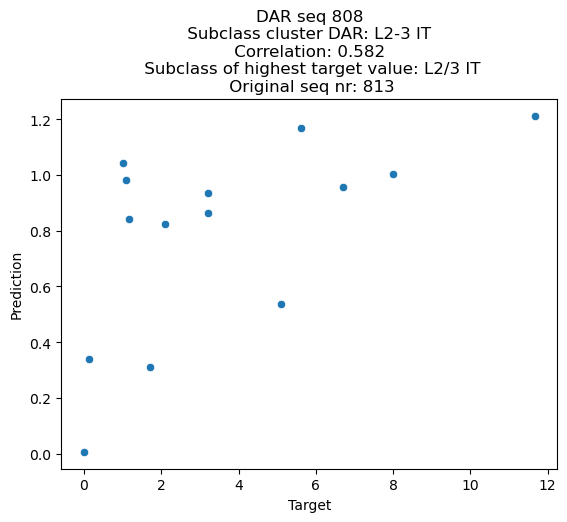 DAR seq 808
Subclass cluster DAR: L2-3 IT
Correlation: 0.582
Subclass of highest target value: L2/3 IT
Original seq nr: 813
1.2
1.0
0.8
0.6
0.4
0.2
0.0
Prediction
0 2 4 6 8 10 12
Target